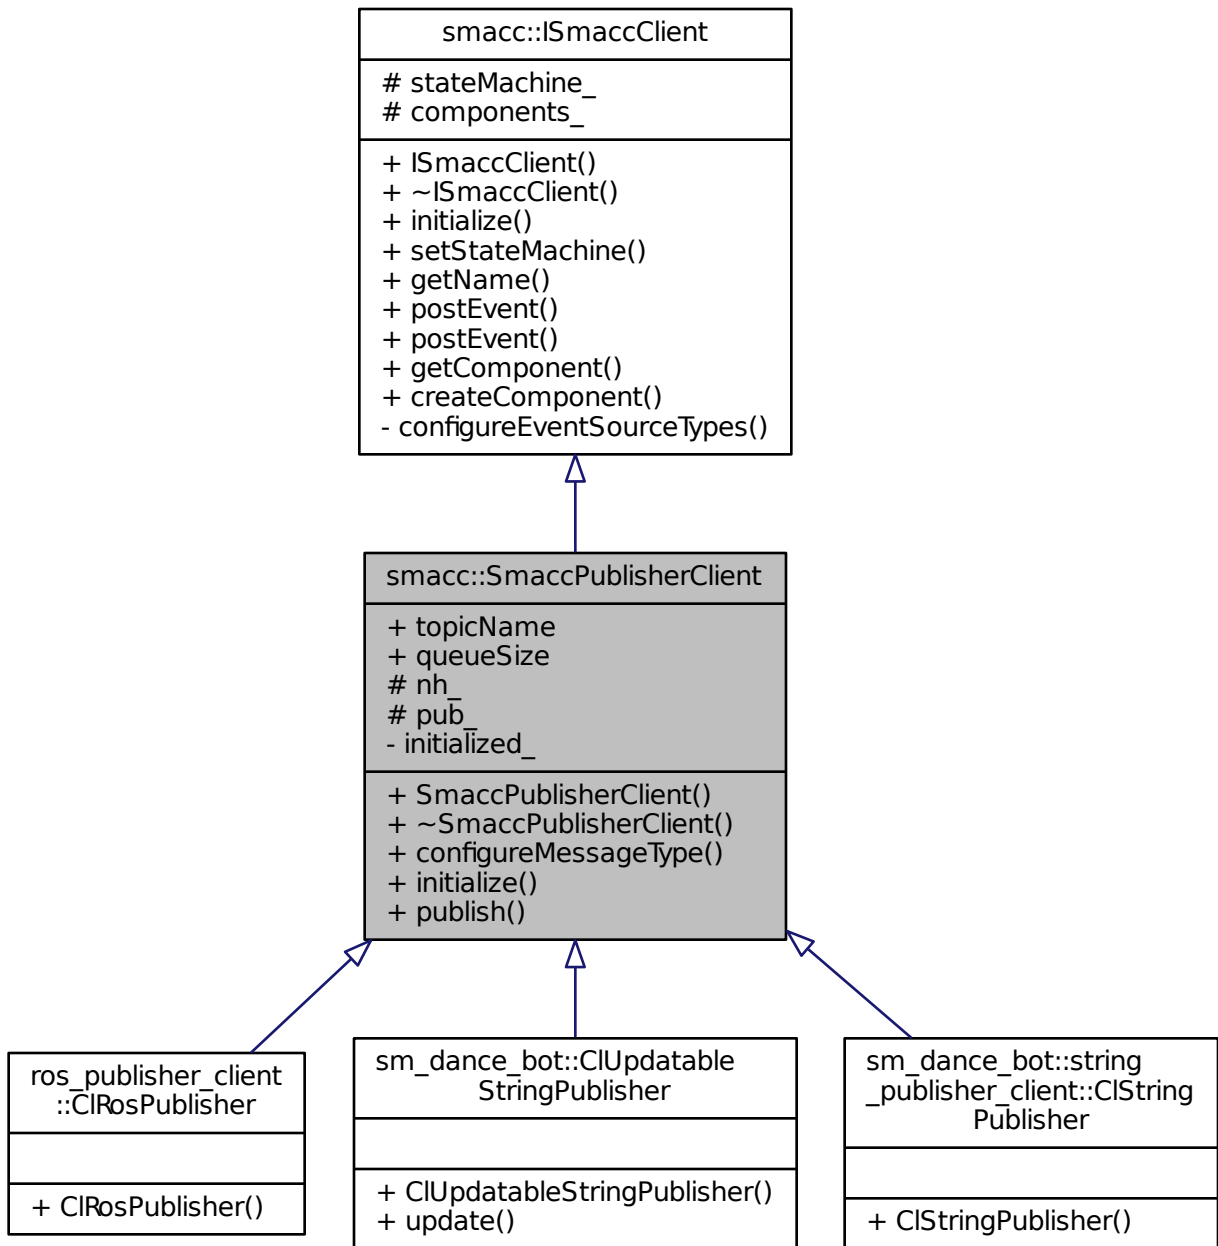 smacc::ISmaccClient
# stateMachine_
# components_
+ ISmaccClient()
+ ~ISmaccClient()
+ initialize()
+ setStateMachine()
+ getName()
+ postEvent()
+ postEvent()
+ getComponent()
+ createComponent()
- configureEventSourceTypes()
smacc::SmaccPublisherClient
+ topicName
+ queueSize
# nh_
# pub_
- initialized_
+ SmaccPublisherClient()
+ ~SmaccPublisherClient()
+ configureMessageType()
+ initialize()
+ publish()
ros_publisher_client
::ClRosPublisher
+ ClRosPublisher()
sm_dance_bot::ClUpdatable
StringPublisher
+ ClUpdatableStringPublisher()
+ update()
sm_dance_bot::string
_publisher_client::ClString
Publisher
+ ClStringPublisher()